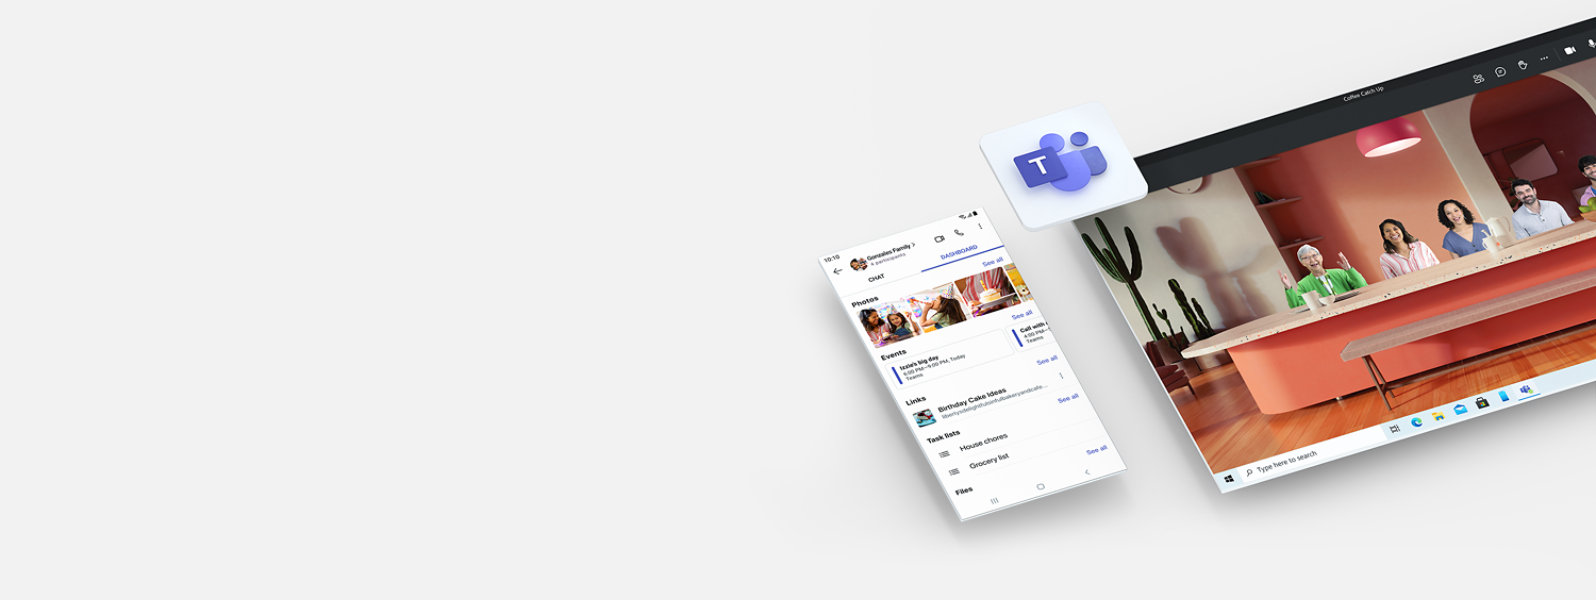 Coffee Catch Up
T
10:10
Gonzales Family >
4 participants
CHAT
DASHBOARD
Photos
See all
Events
See all
Izzie's big day
6:00 PM–9:00 PM, Today
Teams
Call with
4:00 PM–
Teams
Links
See all
Birthday Cake Ideas
Task lists
See all
House chores
Grocery list
Files
See all
Type here to search